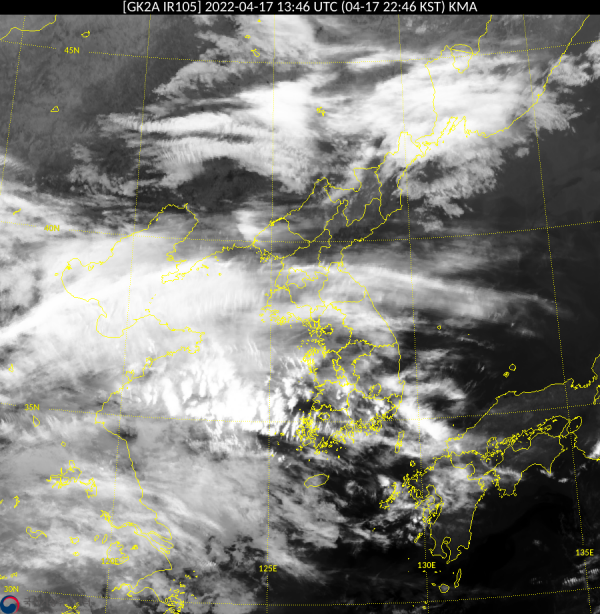 [GK2A IR105] 2022-04-17 13:46 UTC (04-17 22:46 KST) KMA
45N
40N
35N
125E
130E
135E
30N